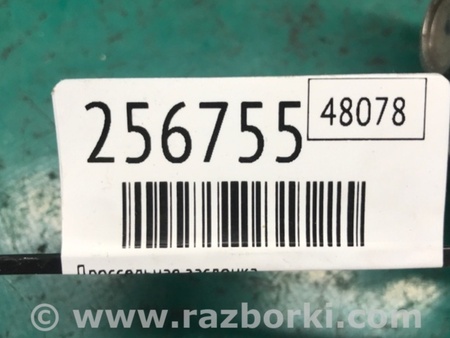 256755
48078
Дроссельная заслонка
© www.razborki.com